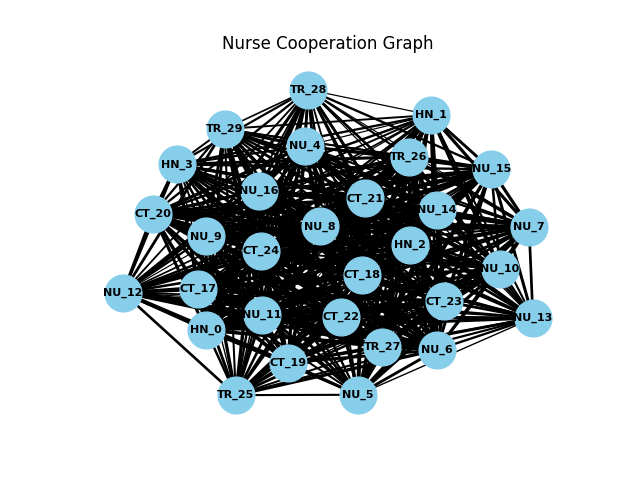 Nurse Cooperation Graph
TR_28
HN_1
TR_29
NU_4
TR_26
HN_3
NU_15
NU_16
CT_21
NU_14
CT_20
NU_8
NU_7
NU_9
HN_2
CT_24
NU_10
CT_18
CT_17
NU_12
CT_23
NU_11
CT_22
NU_13
HN_0
TR_27
NU_6
CT_19
TR_25
NU_5